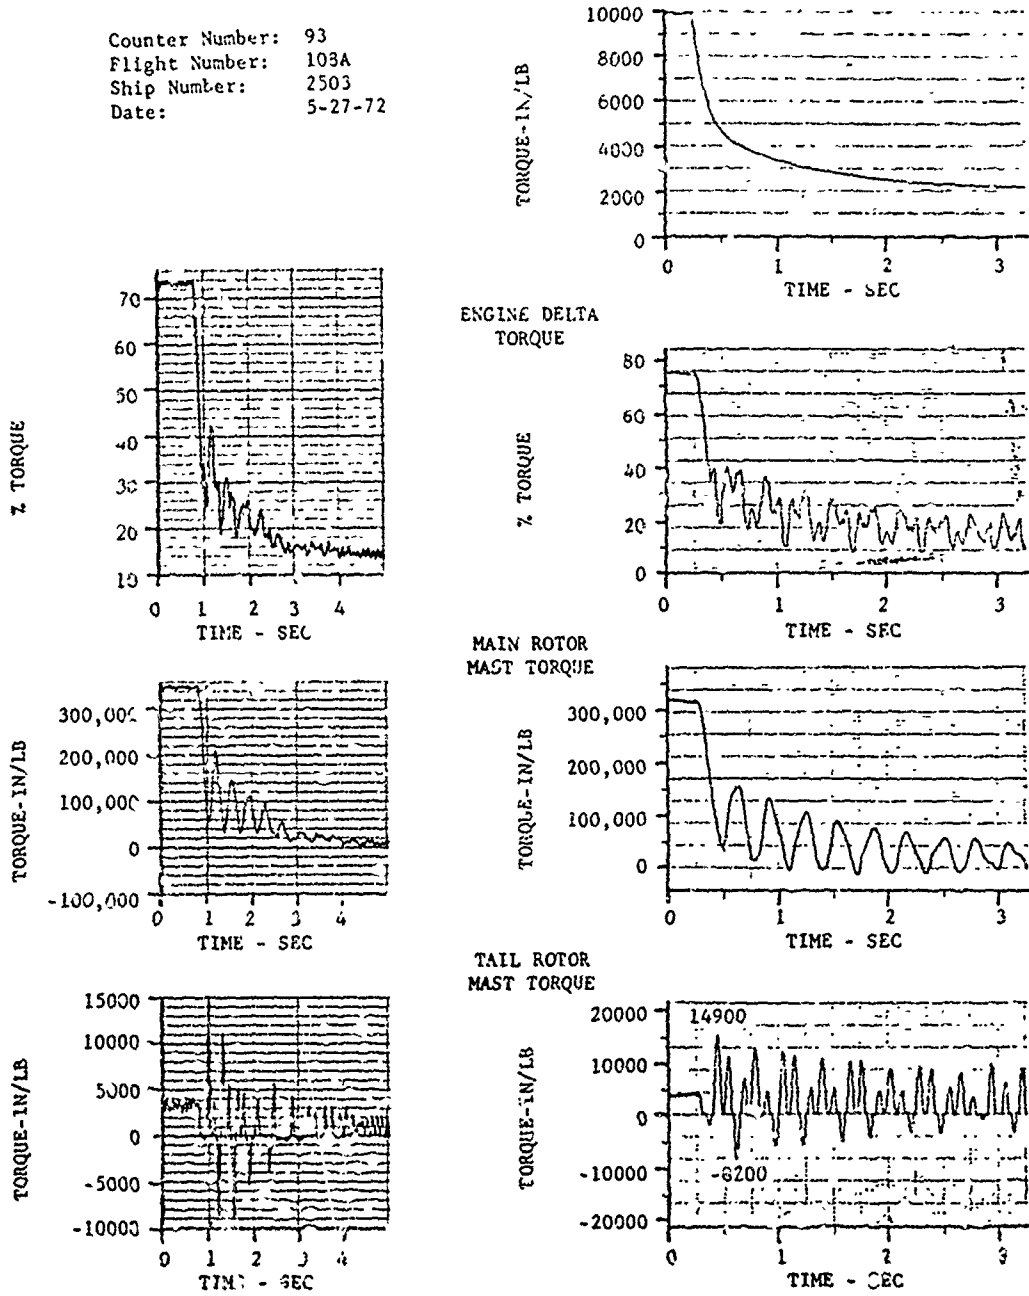 Counter Number: 93
Flight Number: 108A
Ship Number: 2503
Date: 5-27-72
TORQUE-IN/LB
10000
8000
6000
4000
2000
0
0 1 2 3
TIME - SEC
ENGINE DELTA
TORQUE
% TORQUE
70
60
50
40
30
20
10
0 1 2 3 4
TIME - SEC
% TORQUE
80
60
40
20
0
0 1 2 3
TIME - SEC
MAIN ROTOR
MAST TORQUE
TORQUE-IN/LB
300,000
200,000
100,000
0
-100,000
0 1 2 3 4
TIME - SEC
TORQUE-IN/LB
300,000
200,000
100,000
0
0 1 2 3
TIME - SEC
TAIL ROTOR
MAST TORQUE
TORQUE-IN/LB
15000
10000
5000
0
-5000
-10000
0 1 2 3 4
TIME - SEC
TORQUE-IN/LB
20000
10000
0
-10000
-20000
14900
-8200
0 1 2 3
TIME - SEC